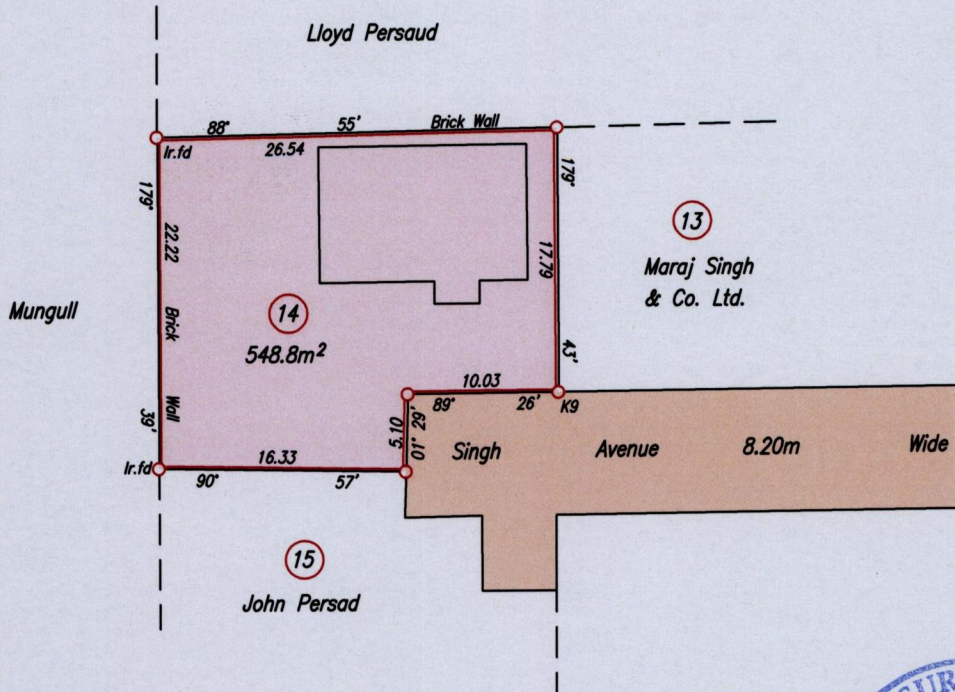 Lloyd Persaud
88° 55' Brick Wall
Ir.fd 26.54
179° 22.22 Brick Wall 39'
179° 17.79 43'
13
Maraj Singh
& Co. Ltd.
Mungull
14
548.8m²
10.03
89° 26' K9
5.10
01° 29'
Singh Avenue 8.20m Wide
Ir.fd 16.33
90° 57'
15
John Persad
UR